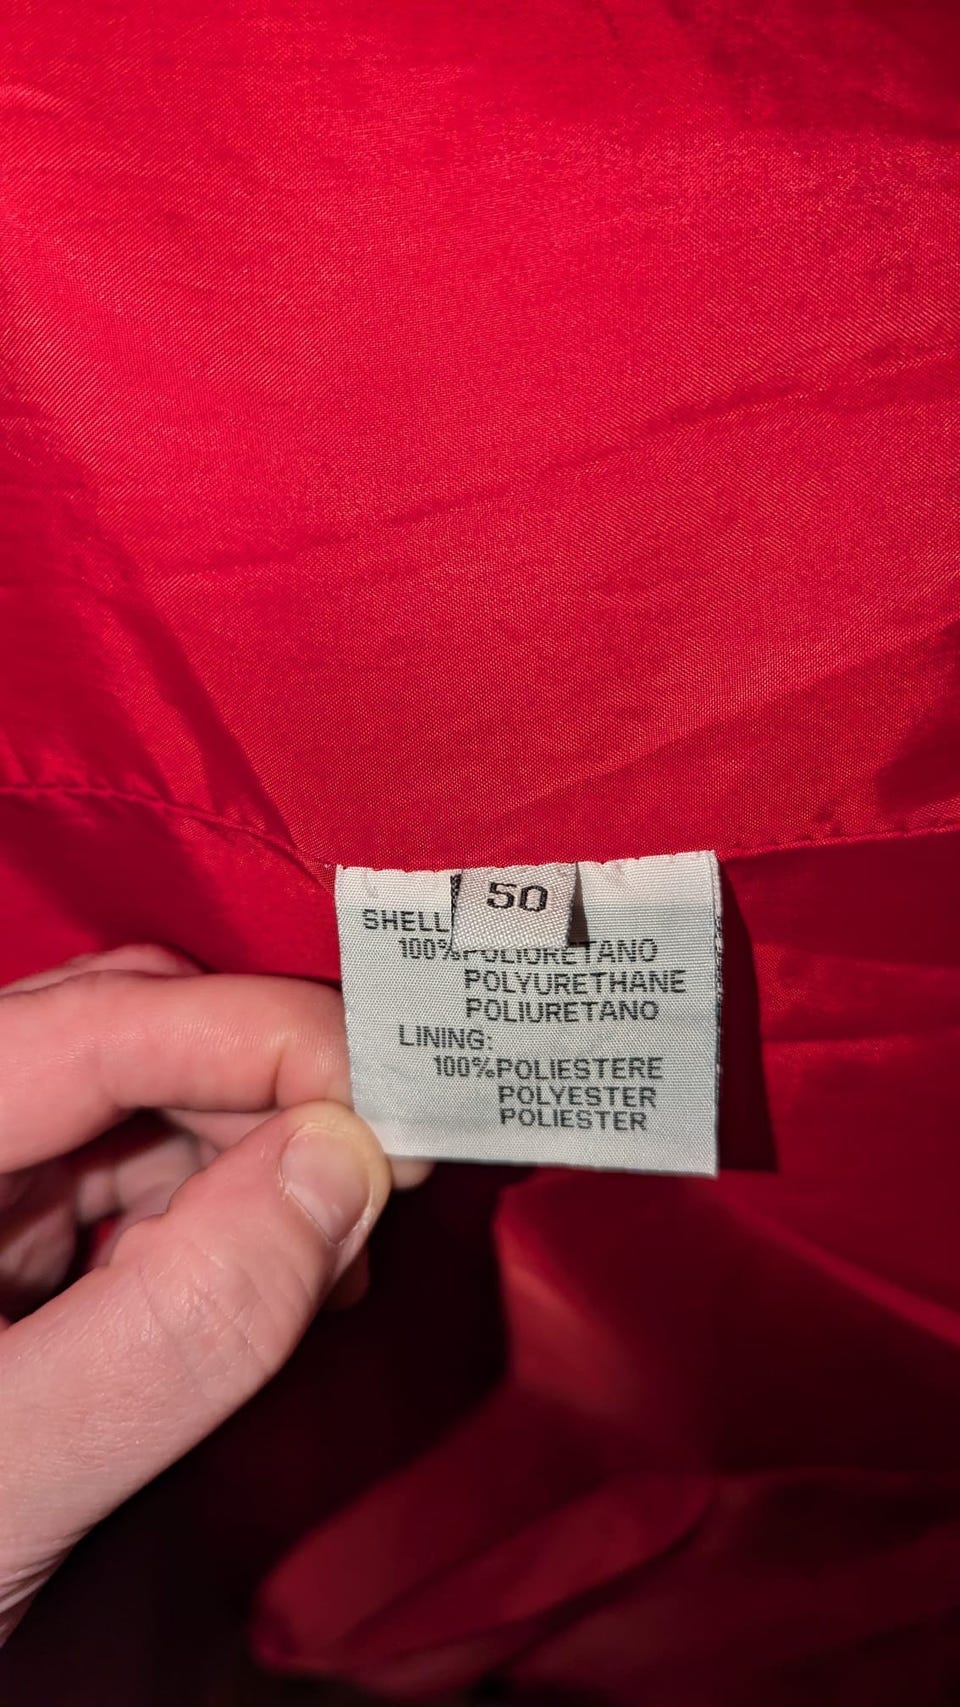 50
SHELL
100%POLIURETANO
POLYURETHANE
POLIURETANO
LINING:
100%POLIESTERE
POLYESTER
POLIESTER